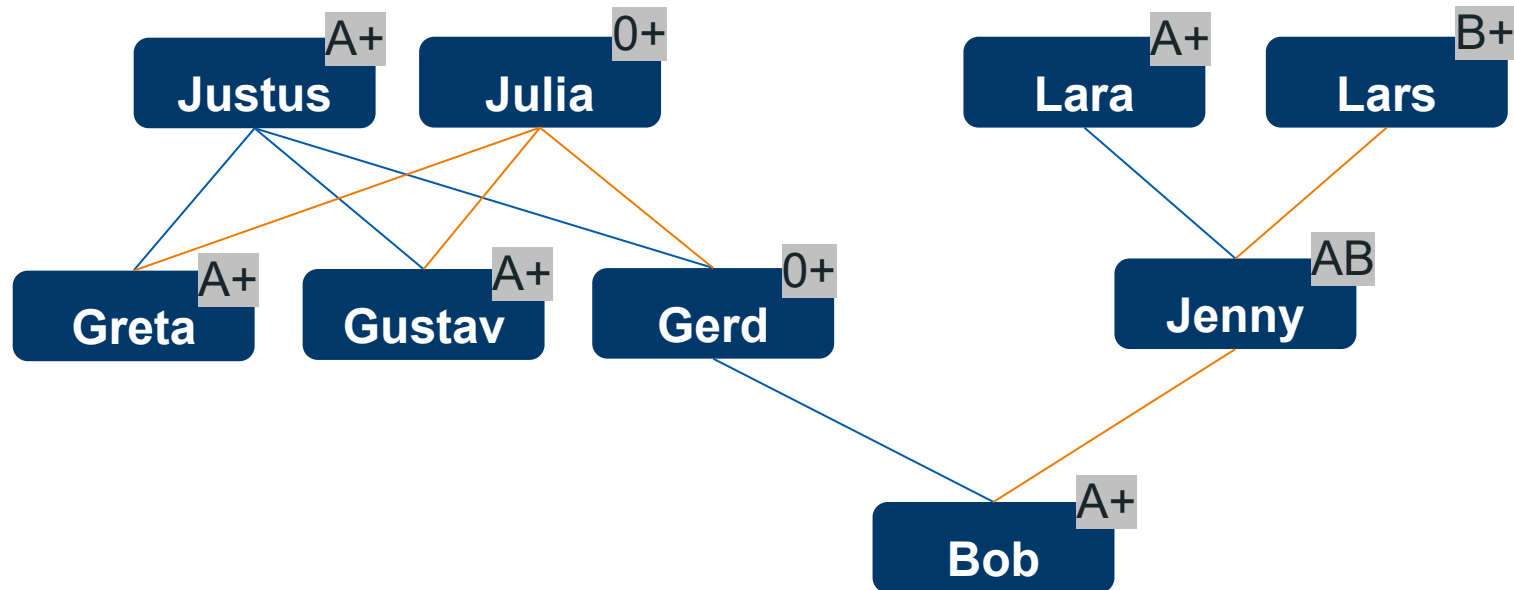 A+
Justus
0+
Julia
A+
Lara
B+
Lars
A+
Greta
A+
Gustav
0+
Gerd
AB
Jenny
A+
Bob